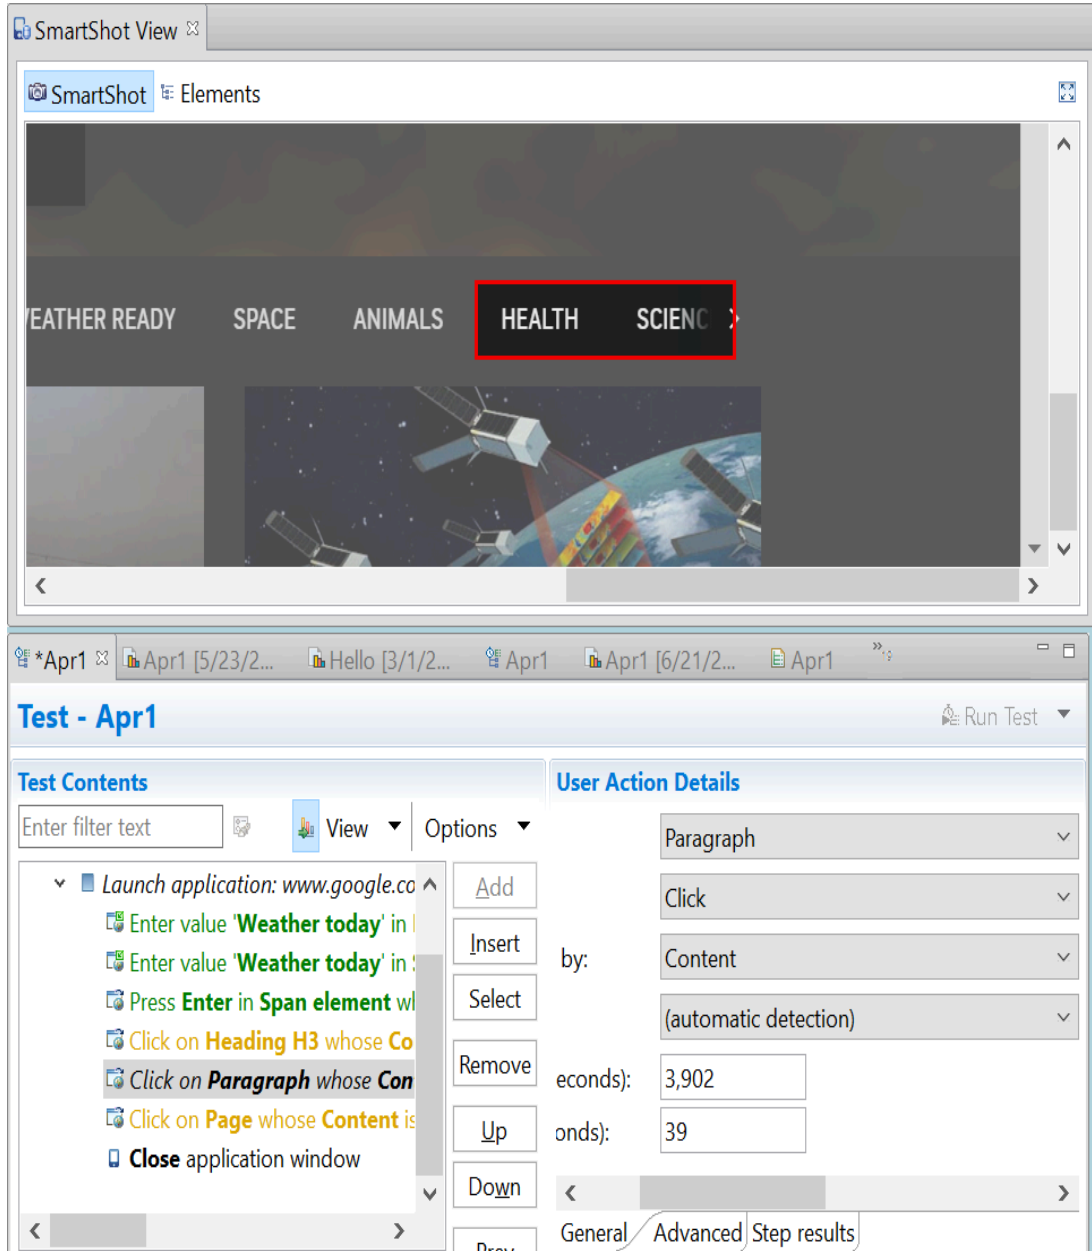 SmartShot View
SmartShot Elements
EATHER READY SPACE ANIMALS HEALTH SCIENC
*Apr1 Apr1 [5/23/2... Hello [3/1/2... Apr1 Apr1 [6/21/2... Apr1
Test - Apr1
Run Test
Test Contents
Enter filter text
View
Options
Launch application: www.google.co
Enter value 'Weather today' in
Enter value 'Weather today' in
Press Enter in Span element wh
Click on Heading H3 whose Co
Click on Paragraph whose Con
Click on Page whose Content is
Close application window
Add
Insert
Select
Remove
Up
Down
Prev
User Action Details
Paragraph
Click
by: Content
(automatic detection)
econds): 3,902
onds): 39
General Advanced Step results